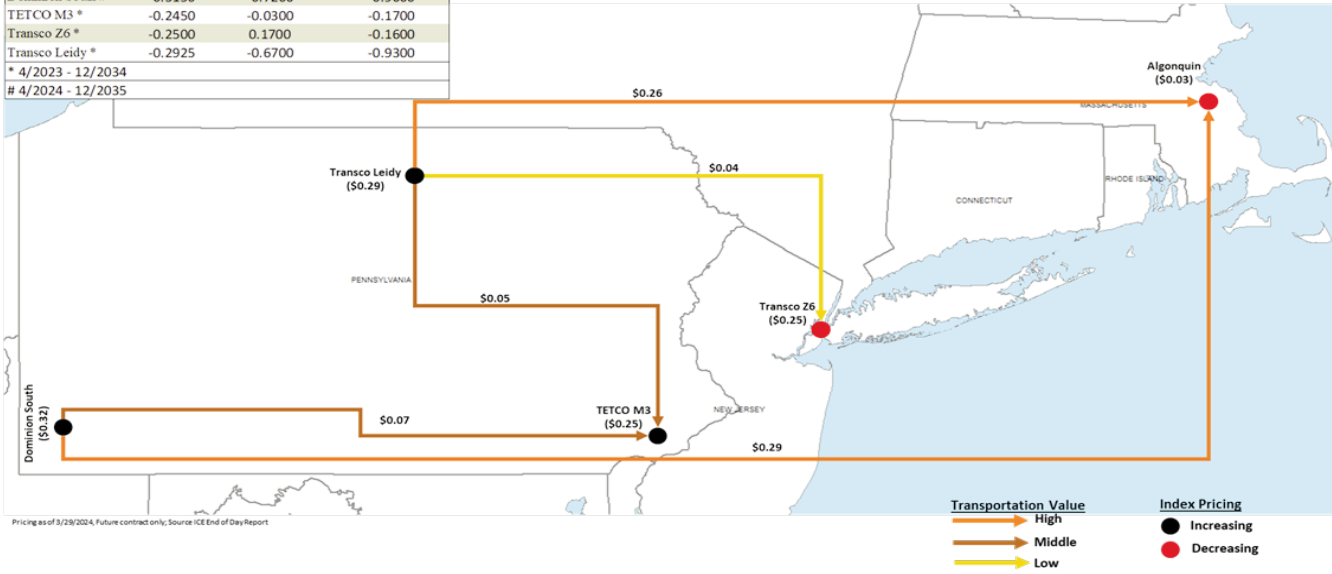 TETCO M3 * -0.2450 -0.0300 -0.1700
Transco Z6 * -0.2500 0.1700 -0.1600
Transco Leidy * -0.2925 -0.6700 -0.9300
* 4/2023 - 12/2034
# 4/2024 - 12/2035
Algonquin
($0.03)
$0.26
MASSACHUSETTS
Transco Leidy
($0.29)
$0.04
RHODE ISLAND
CONNECTICUT
PENNSYLVANIA
$0.05
Transco Z6
($0.25)
Dominion South
($0.32)
$0.07
TETCO M3
($0.25)
NEW JERSEY
$0.29
Transportation Value
High
Middle
Low
Index Pricing
Increasing
Decreasing
Pricing as of 3/29/2024, Future contract only; Source ICE End of Day Report